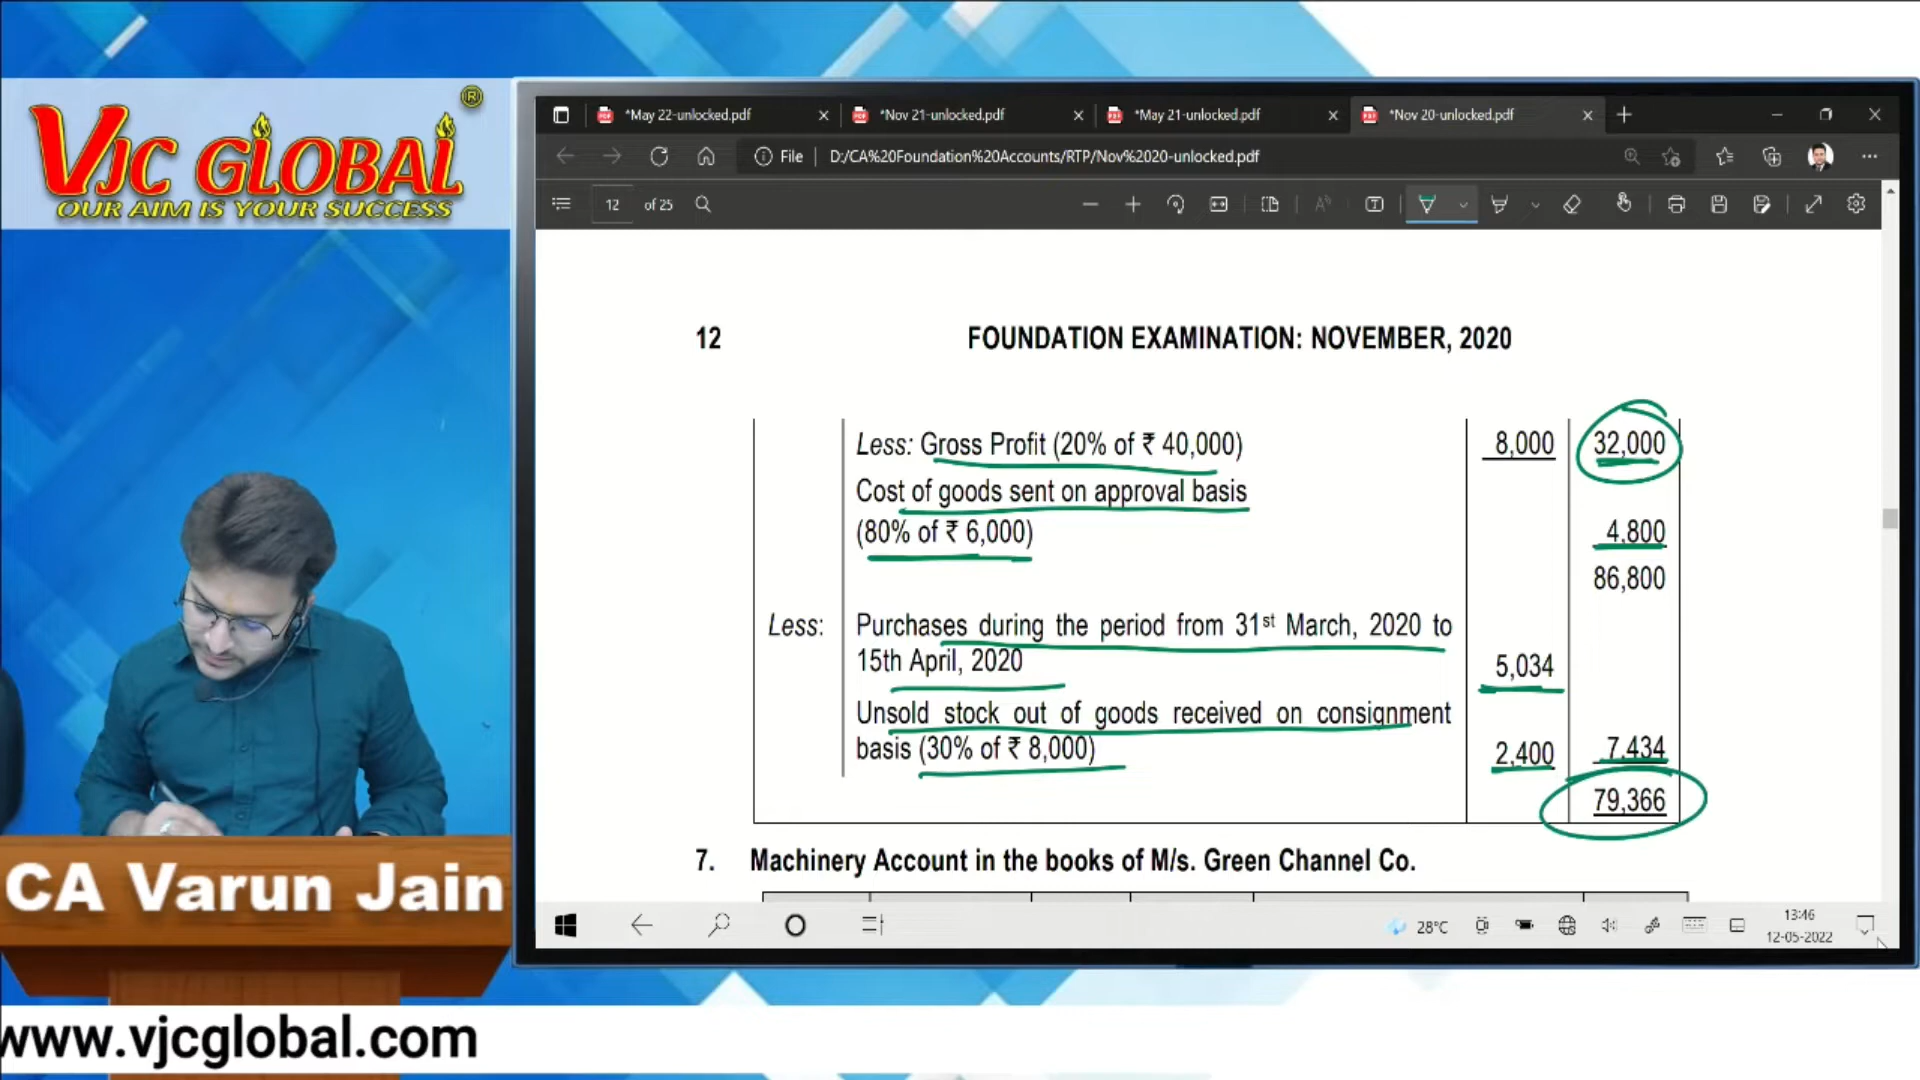 VJC GLOBAL ®
OUR AIM IS YOUR SUCCESS
*May 22-unlocked.pdf
*Nov 21-unlocked.pdf
*May 21-unlocked.pdf
*Nov 20-unlocked.pdf
File D:/CA%20Foundation%20Accounts/RTP/Nov%2020-unlocked.pdf
12 of 25
12 FOUNDATION EXAMINATION: NOVEMBER, 2020
Less: Gross Profit (20% of ₹ 40,000) 8,000 32,000
Cost of goods sent on approval basis
(80% of ₹ 6,000) 4,800
86,800
Less: Purchases during the period from 31st March, 2020 to
15th April, 2020 5,034
Unsold stock out of goods received on consignment
basis (30% of ₹ 8,000) 2,400 7,434
79,366
7. Machinery Account in the books of M/s. Green Channel Co.
28°C
13:46
12-05-2022
CA Varun Jain
www.vjcglobal.com